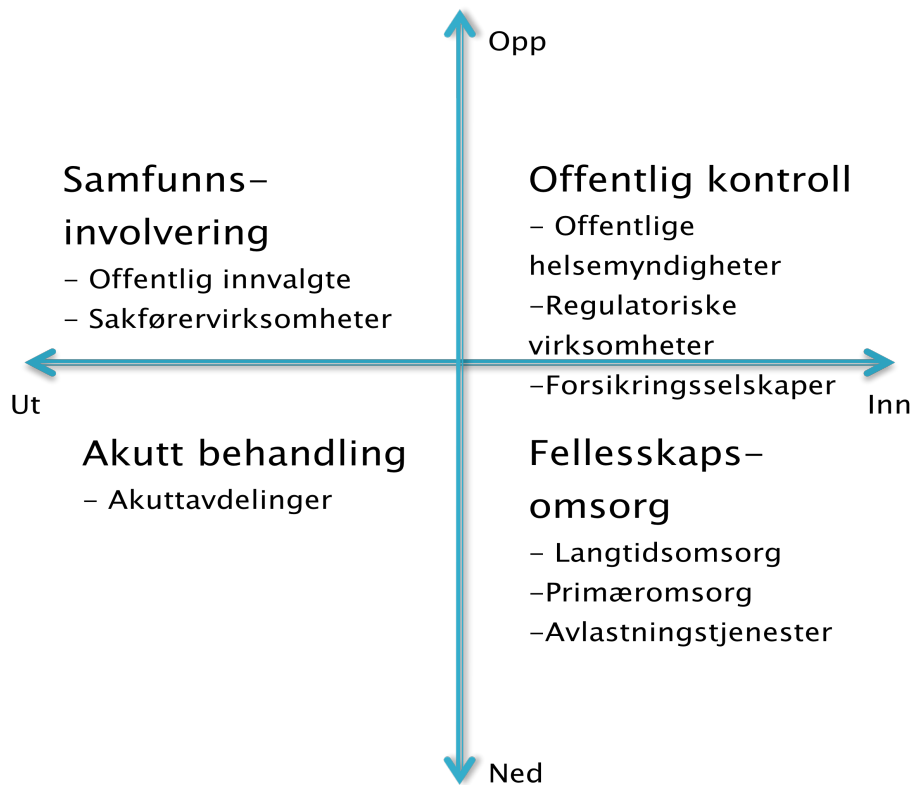 Opp
Samfunns-
involvering
- Offentlig innvalgte
- Sakførervirksomheter
Offentlig kontroll
- Offentlige
helsemyndigheter
-Regulatoriske
virksomheter
-Forsikringsselskaper
Ut
Inn
Akutt behandling
- Akuttavdelinger
Fellesskaps-
omsorg
- Langtidsomsorg
-Primæromsorg
-Avlastningstjenester
Ned